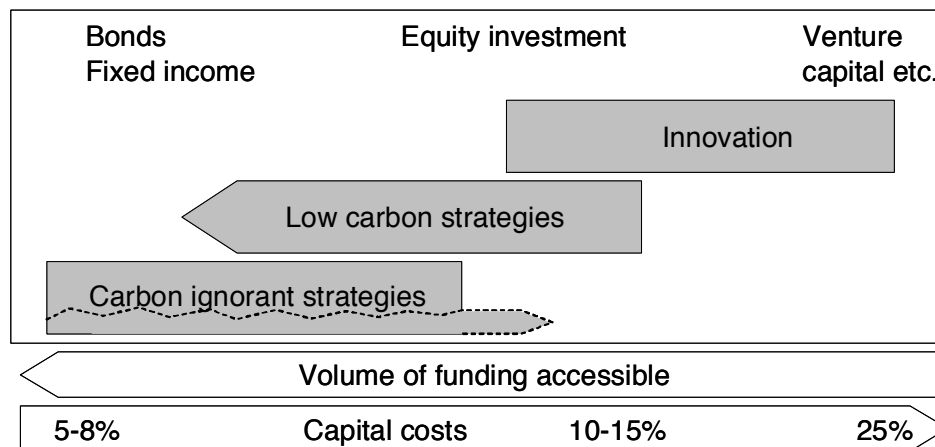 Bonds Equity investment Venture
Fixed income capital etc.
Innovation
Low carbon strategies
Carbon ignorant strategies
Volume of funding accessible
5-8% Capital costs 10-15% 25%